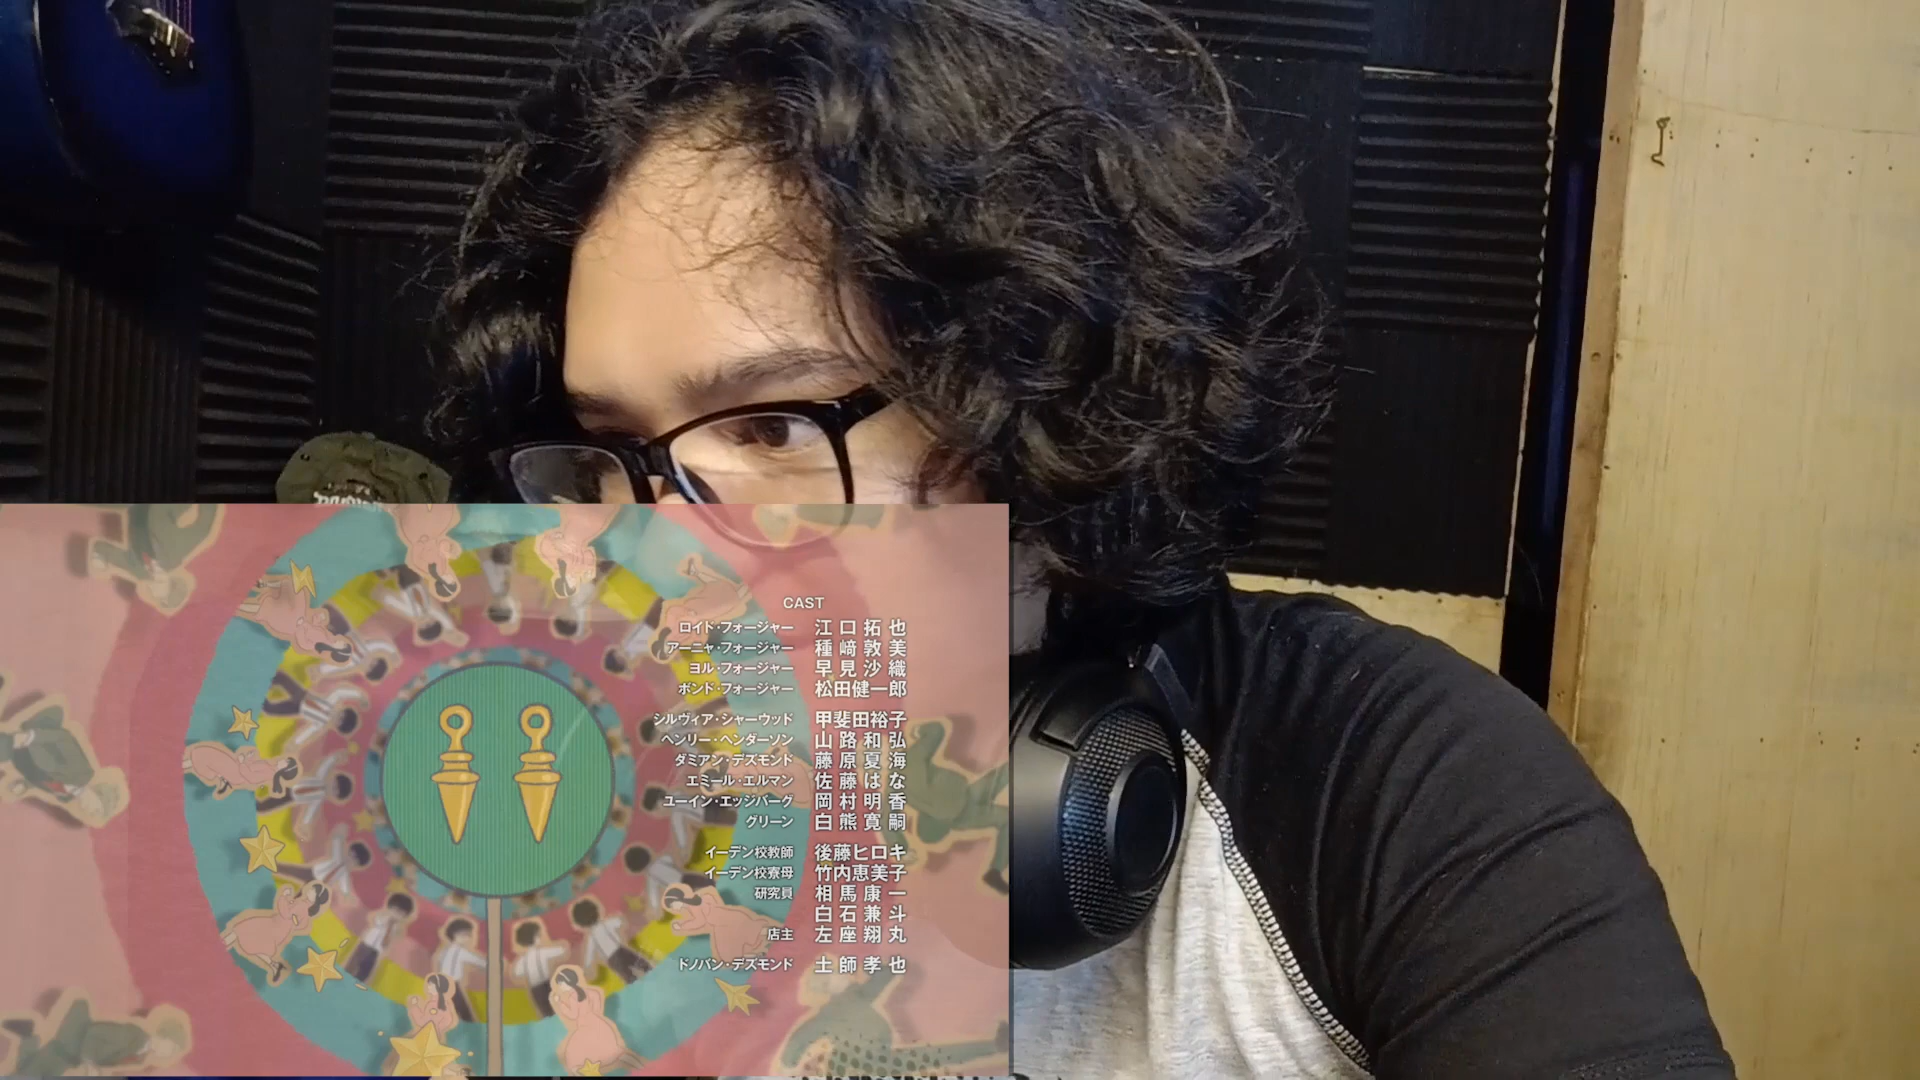 CAST
ロイド・フォージャー 江口拓也
アーニャ・フォージャー 種﨑敦美
ヨル・フォージャー 早見沙織
ボンド・フォージャー 松田健一郎
シルヴィア・シャーウッド 甲斐田裕子
ヘンリー・ヘンダーソン 山路和弘
ダミアン・デズモンド 藤原夏海
エミール・エルマン 佐藤はな
ユーイン・エッジバーグ 岡村明香
グリーン 白熊寛嗣
イーデン校教師 後藤ヒロキ
イーデン校寮母 竹内恵美子
研究員 相馬康一
白石兼斗
店主 左座翔丸
ドノバン・デズモンド 土師孝也